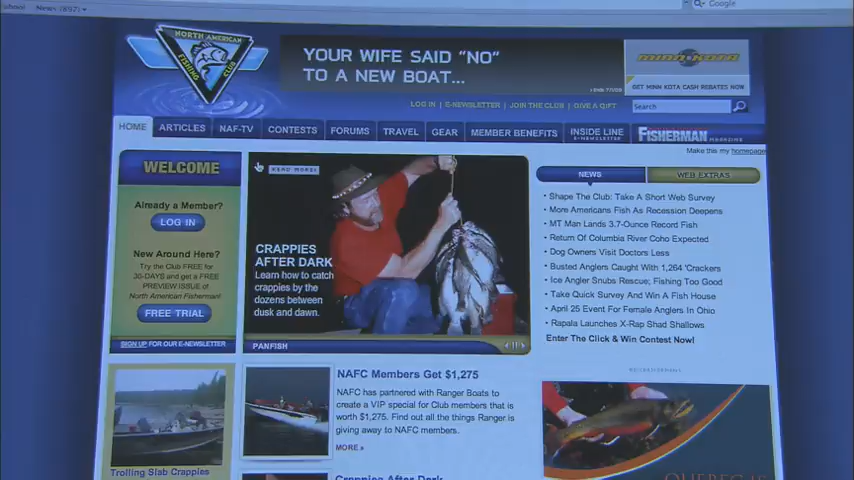 News (897)
Google
NORTH AMERICAN
FISHING
CLUB
YOUR WIFE SAID "NO"
TO A NEW BOAT...
MINN KOTA
GET MINN KOTA CASH REBATES NOW
LOG IN | E-NEWSLETTER | JOIN THE CLUB | GIVE A GIFT
Search
HOME
ARTICLES
NAF-TV
CONTESTS
FORUMS
TRAVEL
GEAR
MEMBER BENEFITS
INSIDE LINE
E-NEWSLETTER
FISHERMAN
MAGAZINE
Make this my homepage
WELCOME
Already a Member?
LOG IN
New Around Here?
Try the Club FREE for
30-DAYS and get a FREE
PREVIEW ISSUE of
North American Fisherman!
FREE TRIAL
SIGN UP FOR OUR E-NEWSLETTER
READ MORE!
CRAPPIES
AFTER DARK
Learn how to catch
crappies by the
dozens between
dusk and dawn.
PANFISH
NEWS
WEB EXTRAS
• Shape The Club: Take A Short Web Survey
• More Americans Fish As Recession Deepens
• MT Man Lands 3.7-Ounce Record Fish
• Return Of Columbia River Coho Expected
• Dog Owners Visit Doctors Less
• Busted Anglers Caught With 1,264 'Crackers
• Ice Angler Snubs Rescue; Fishing Too Good
• Take Quick Survey And Win A Fish House
• April 25 Event For Female Anglers In Ohio
• Rapala Launches X-Rap Shad Shallows
Enter The Click & Win Contest Now!
ADVERTISEMENT
Trolling Slab Crappies
NAFC Members Get $1,275
NAFC has partnered with Ranger Boats to
create a VIP special for Club members that is
worth $1,275. Find out all the things Ranger is
giving away to NAFC members.
MORE »
Crappies After Dark